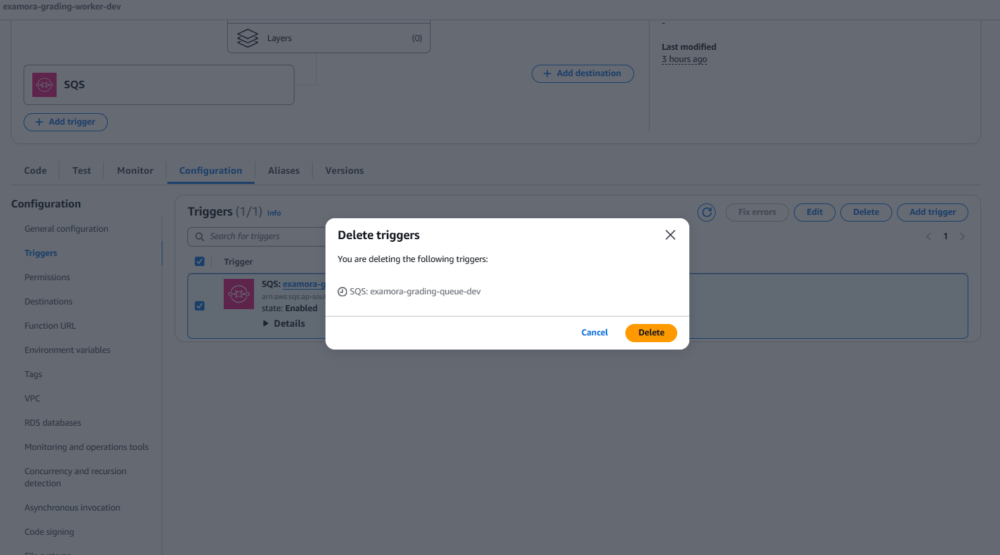 examora-grading-worker-dev
Layers
(0)
-
Last modified
3 hours ago
SQS
Add destination
Add trigger
Code
Test
Monitor
Configuration
Aliases
Versions
Configuration
General configuration
Triggers
Permissions
Destinations
Function URL
Environment variables
Tags
VPC
RDS databases
Monitoring and operations tools
Concurrency and recursion
detection
Asynchronous invocation
Code signing
Triggers (1/1) Info
Fix errors
Edit
Delete
Add trigger
Search for triggers
1
Trigger
SQS: examora-g
arn:aws:sqs:ap-sout
state: Enabled
Details
Delete triggers
You are deleting the following triggers:
SQS: examora-grading-queue-dev
Cancel
Delete